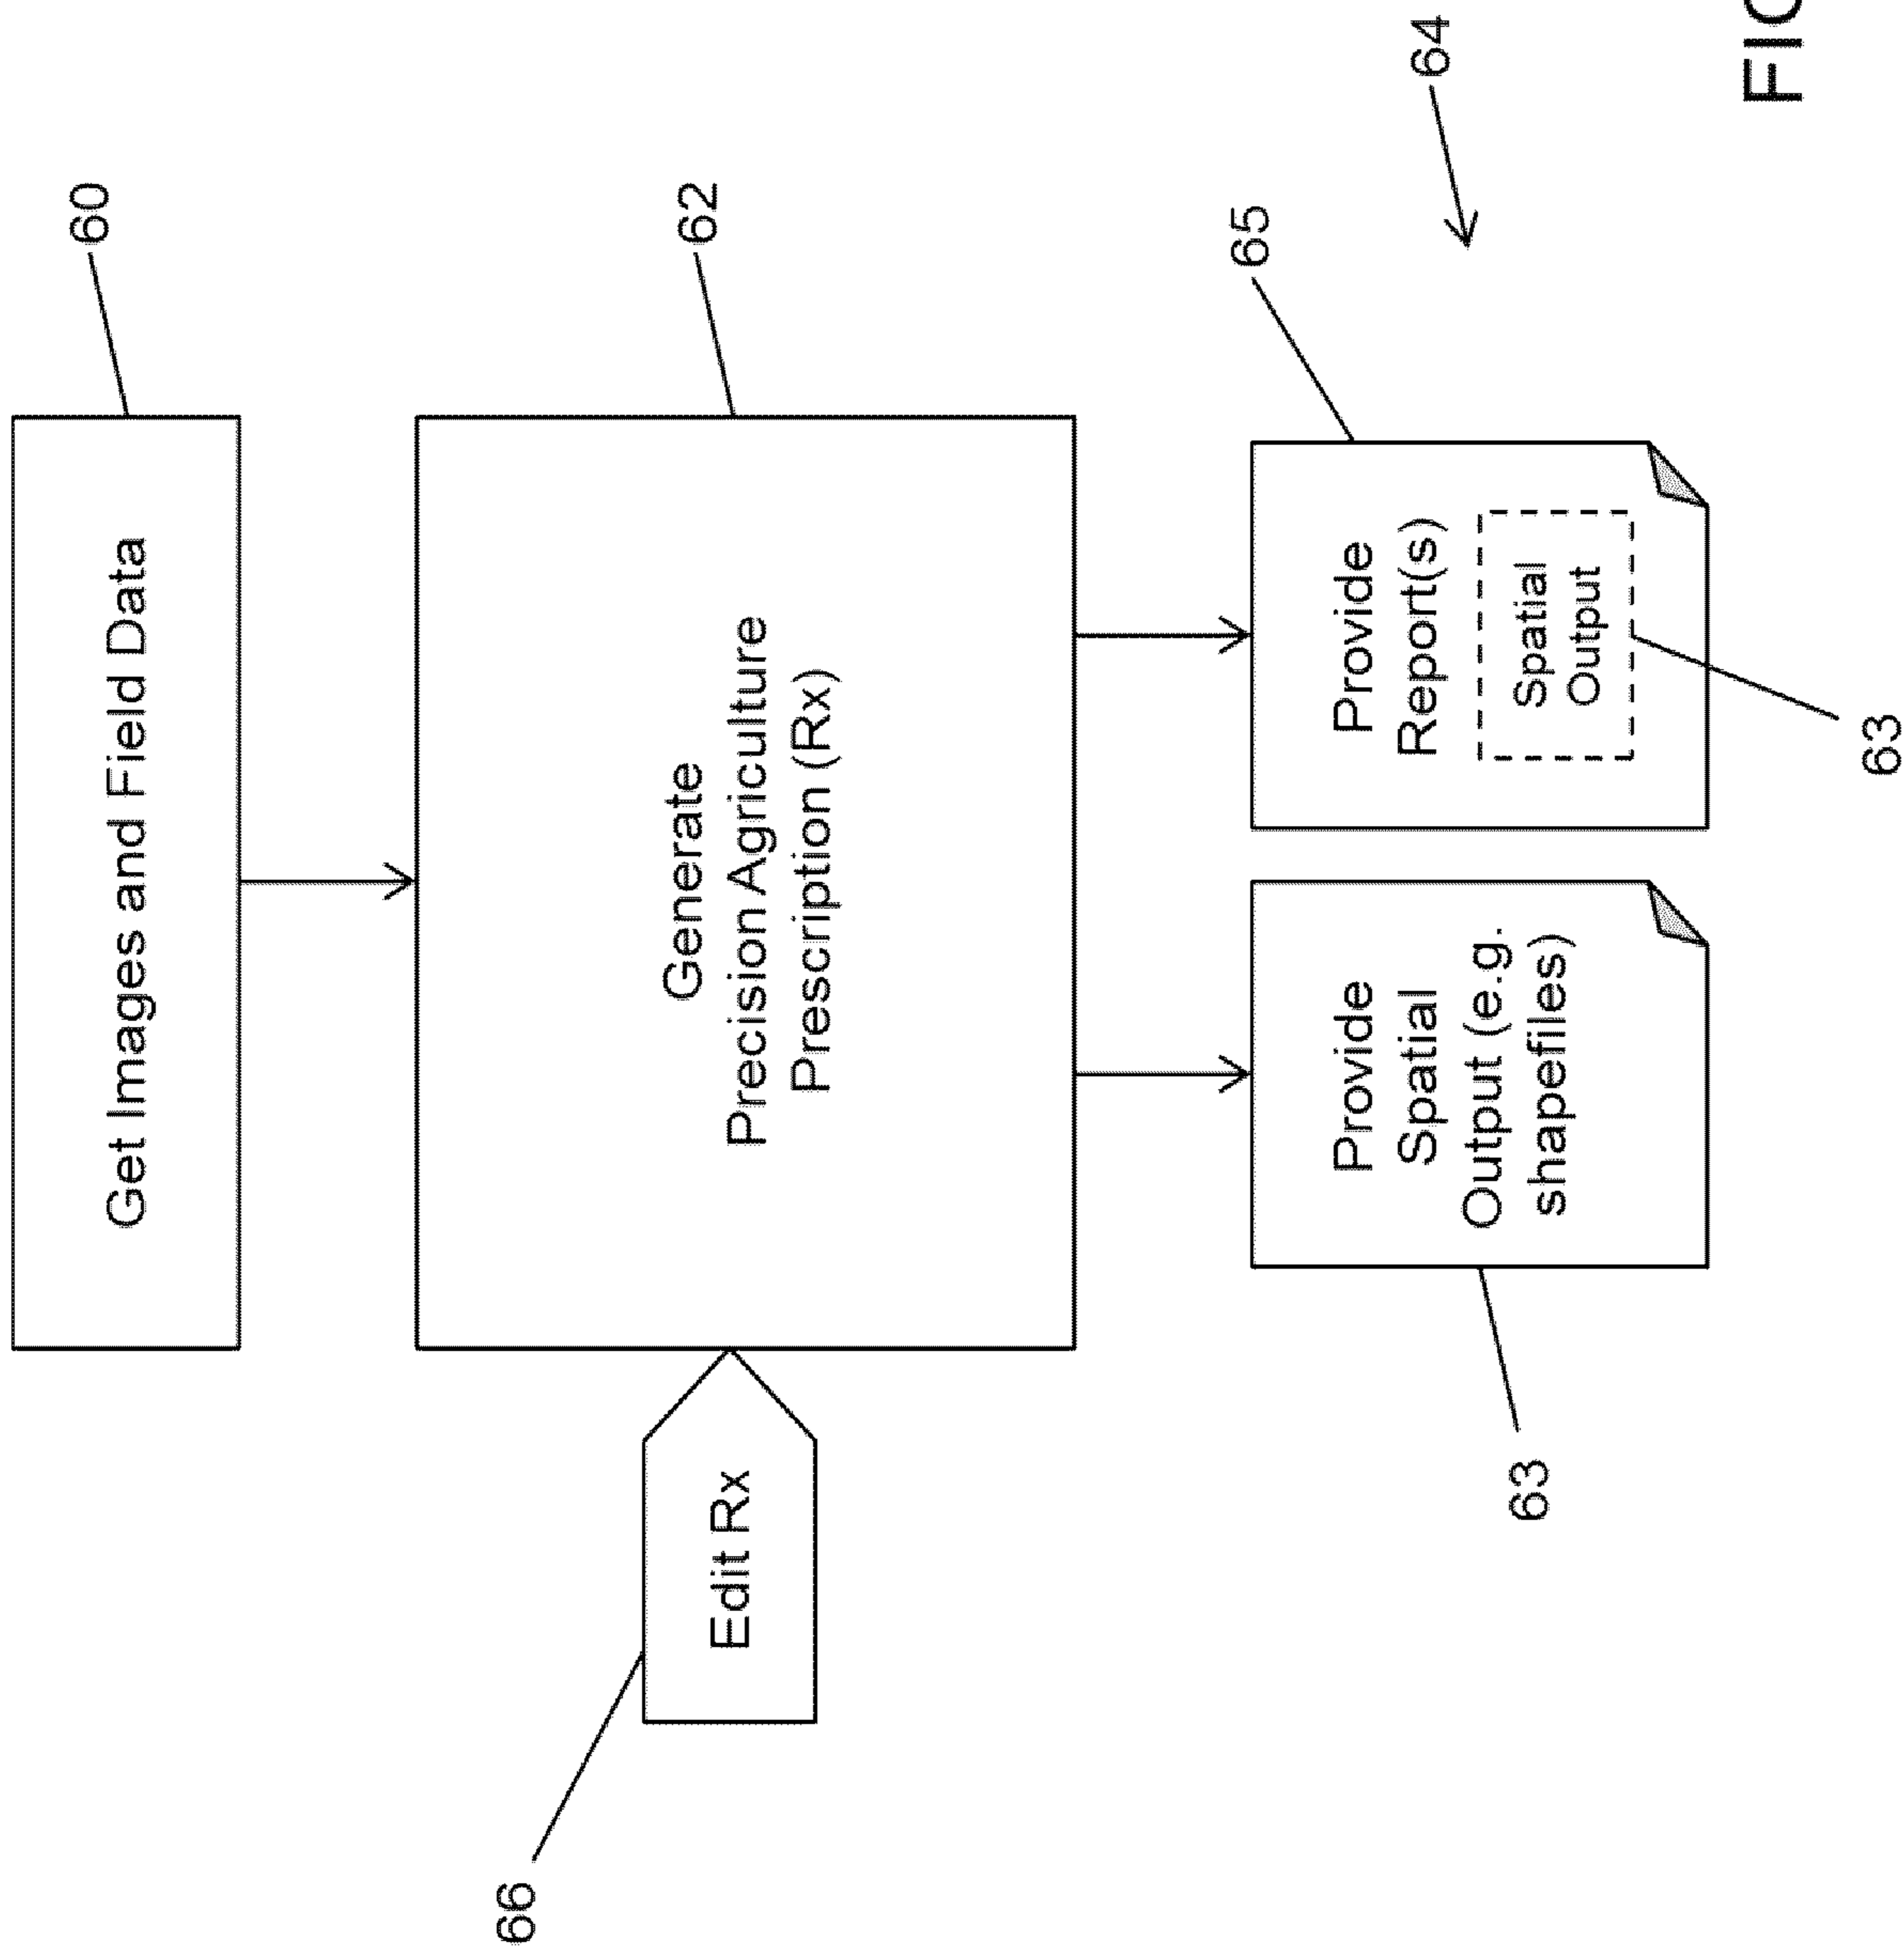 60
Get Images and Field Data
62
Generate
Precision Agriculture
Prescription (Rx)
66
Edit Rx
63
Provide
Spatial
Output (e.g.
shapefiles)
65
Provide
Report(s)
Spatial
Output
63
64